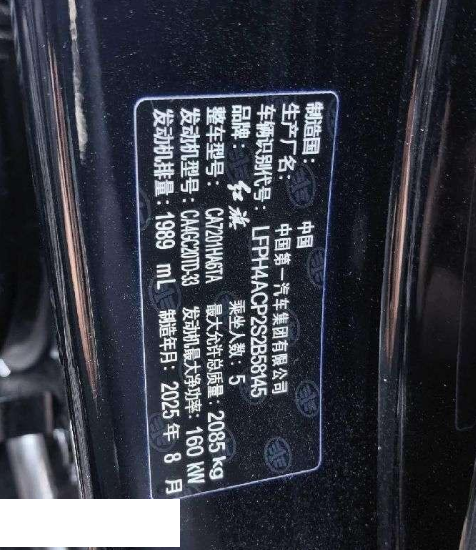 制造国： 中国
生产厂名： 中国第一汽车集团有限公司
车辆识别代号： LFPH4ACP2S2B58145
品牌： 红旗 乘坐人数： 5
整车型号： CA7201HA6TA 最大允许总质量： 2085 kg
发动机型号： CA4GC20TD-33 发动机最大净功率： 160 kW
发动机排量： 1989 mL 制造年月： 2025 年 8 月